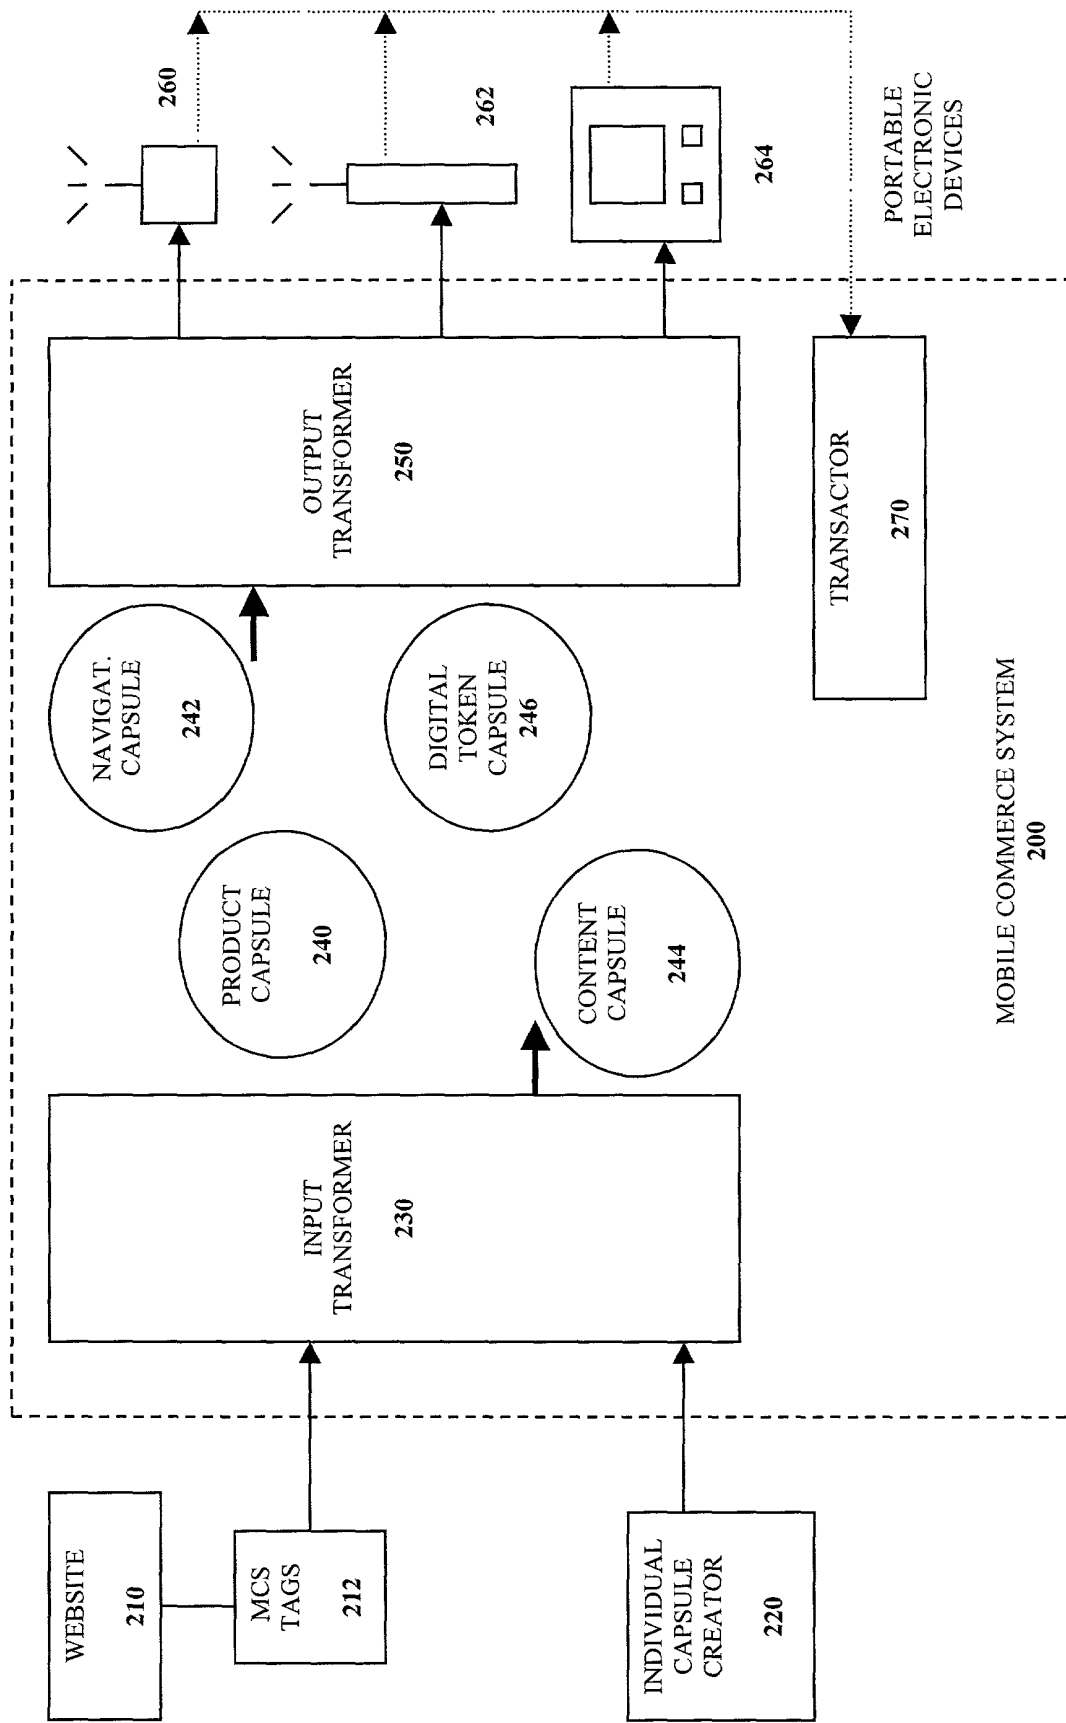 WEBSITE
210
MCS
TAGS
212
INDIVIDUAL
CAPSULE
CREATOR
220
INPUT
TRANSFORMER
230
PRODUCT
CAPSULE
240
NAVIGAT.
CAPSULE
242
CONTENT
CAPSULE
244
DIGITAL
TOKEN
CAPSULE
246
OUTPUT
TRANSFORMER
250
260
262
264
PORTABLE
ELECTRONIC
DEVICES
TRANSACTOR
270
MOBILE COMMERCE SYSTEM
200